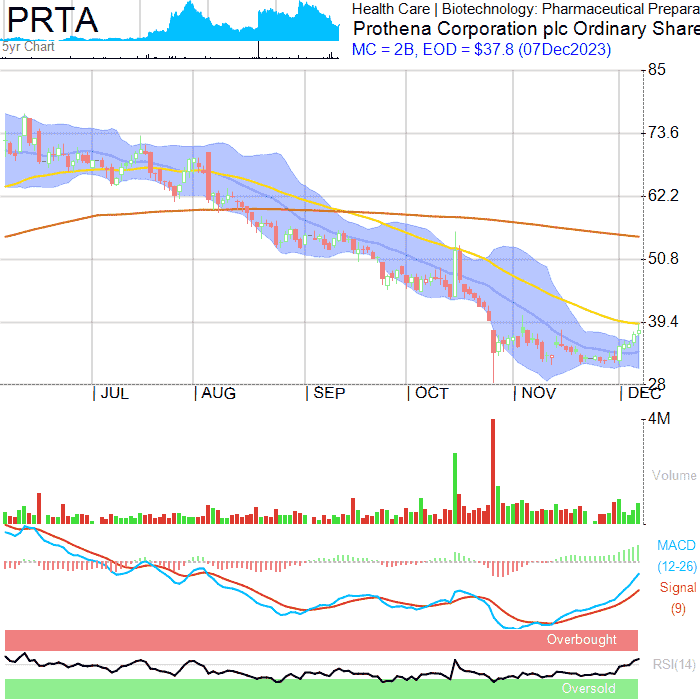 PRTA
5yr Chart
Health Care | Biotechnology: Pharmaceutical Prepara
Prothena Corporation plc Ordinary Share
MC = 2B, EOD = $37.8 (07Dec2023)
85
73.6
62.2
50.8
39.4
28
JUL
AUG
SEP
OCT
NOV
DEC
4M
Volume
MACD
(12-26)
Signal
(9)
Overbought
RSI(14)
Oversold